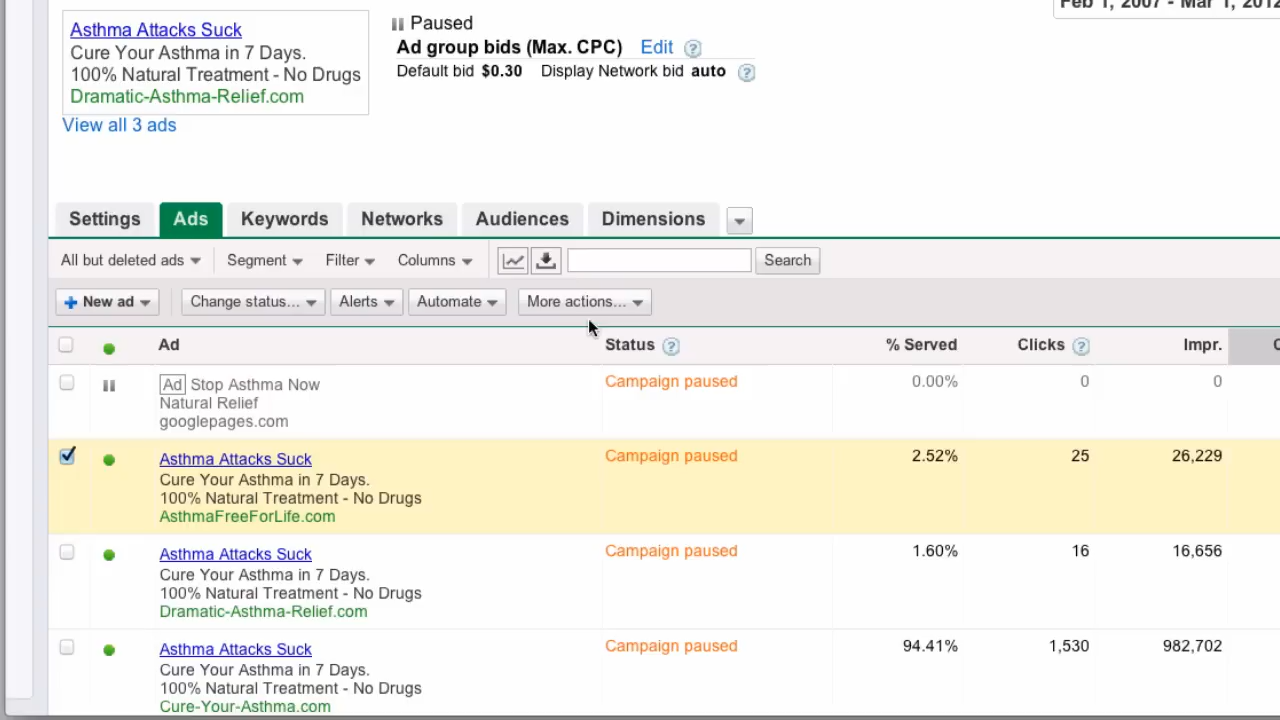 Feb 1, 2007 - Mar 1, 2012
Asthma Attacks Suck
Cure Your Asthma in 7 Days.
100% Natural Treatment - No Drugs
Dramatic-Asthma-Relief.com
View all 3 ads
Paused
Ad group bids (Max. CPC) Edit ?
Default bid $0.30 Display Network bid auto ?
Settings Ads Keywords Networks Audiences Dimensions
All but deleted ads Segment Filter Columns Search
+ New ad Change status... Alerts Automate More actions...
Ad Status ? % Served Clicks ? Impr.
Ad Stop Asthma Now Campaign paused 0.00% 0 0
Natural Relief
googlepages.com
Asthma Attacks Suck Campaign paused 2.52% 25 26,229
Cure Your Asthma in 7 Days.
100% Natural Treatment - No Drugs
AsthmaFreeForLife.com
Asthma Attacks Suck Campaign paused 1.60% 16 16,656
Cure Your Asthma in 7 Days.
100% Natural Treatment - No Drugs
Dramatic-Asthma-Relief.com
Asthma Attacks Suck Campaign paused 94.41% 1,530 982,702
Cure Your Asthma in 7 Days.
100% Natural Treatment - No Drugs
Cure-Your-Asthma.com